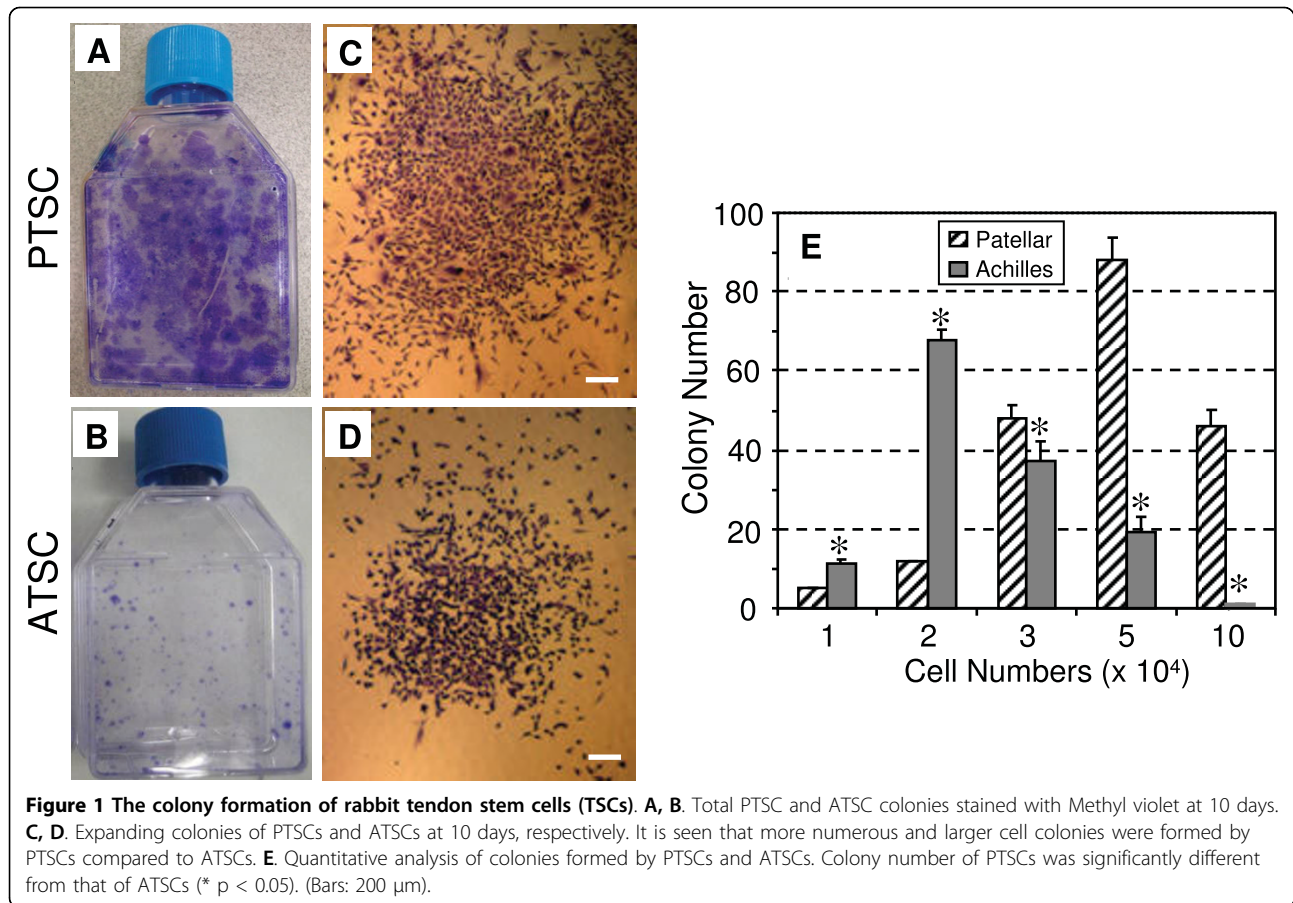 A
C
PTSC
B
D
ATSC
E
Patellar
Achilles
100
80
60
40
20
0
Colony Number
*
*
*
*
*
1 2 3 5 10
Cell Numbers (x 10⁴)
Figure 1 The colony formation of rabbit tendon stem cells (TSCs). A, B. Total PTSC and ATSC colonies stained with Methyl violet at 10 days.
C, D. Expanding colonies of PTSCs and ATSCs at 10 days, respectively. It is seen that more numerous and larger cell colonies were formed by
PTSCs compared to ATSCs. E. Quantitative analysis of colonies formed by PTSCs and ATSCs. Colony number of PTSCs was significantly different
from that of ATSCs (* p < 0.05). (Bars: 200 μm).